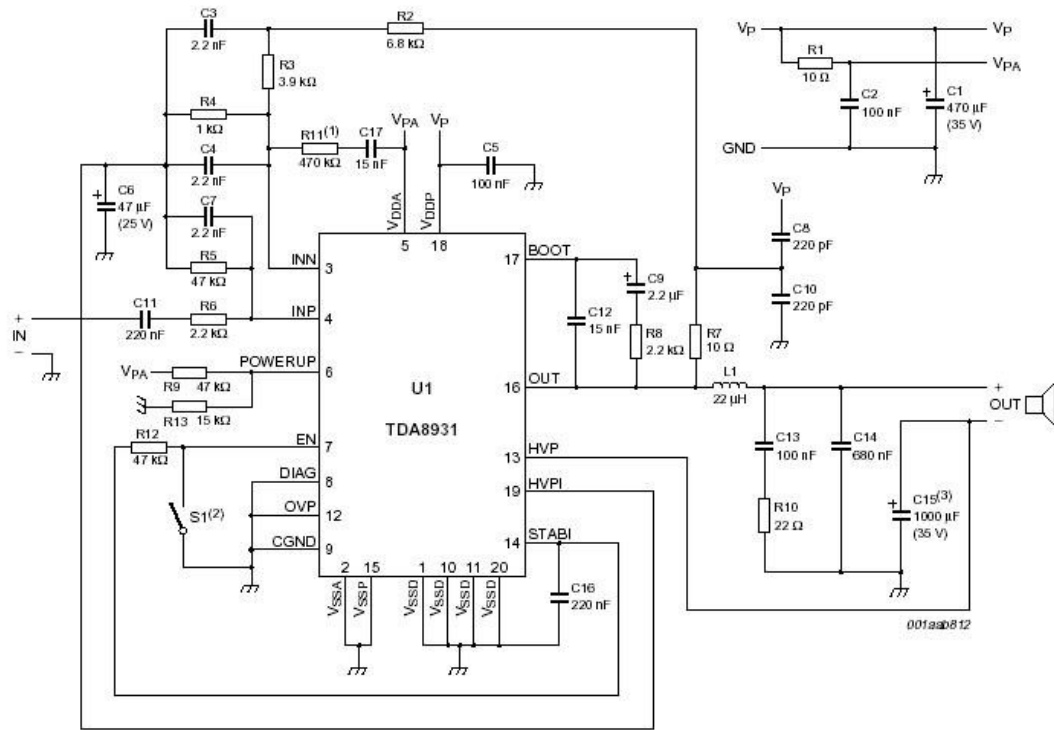 C3
2.2 nF
R2
6.8 kΩ
R3
3.9 kΩ
R4
1 kΩ
R11(1)
470 kΩ
C17
15 nF
VPA
VP
C5
100 nF
C4
2.2 nF
C6
47 µF
(25 V)
C7
2.2 nF
R5
47 kΩ
VP
VP
R1
10 Ω
VPA
C2
100 nF
C1
470 µF
(35 V)
GND
VP
C8
220 pF
C10
220 pF
VDDA
VDDP
5
18
INN
3
17
BOOT
C9
2.2 µF
C12
15 nF
R8
2.2 kΩ
R7
10 Ω
+
IN
−
C11
220 nF
R6
2.2 kΩ
INP
4
POWERUP
6
VPA
R9
47 kΩ
R13
15 kΩ
U1
TDA8931
16
OUT
L1
22 µH
+
OUT
−
R12
47 kΩ
EN
7
DIAG
8
S1(2)
OVP
12
CGND
9
13
HVP
19
HVPI
14
STABI
C13
100 nF
C14
680 nF
R10
22 Ω
C15(3)
1000 µF
(35 V)
2
15
1
10
11
20
VSSA
VSSP
VSSD
VSSD
VSSD
VSSD
C16
220 nF
001aab812